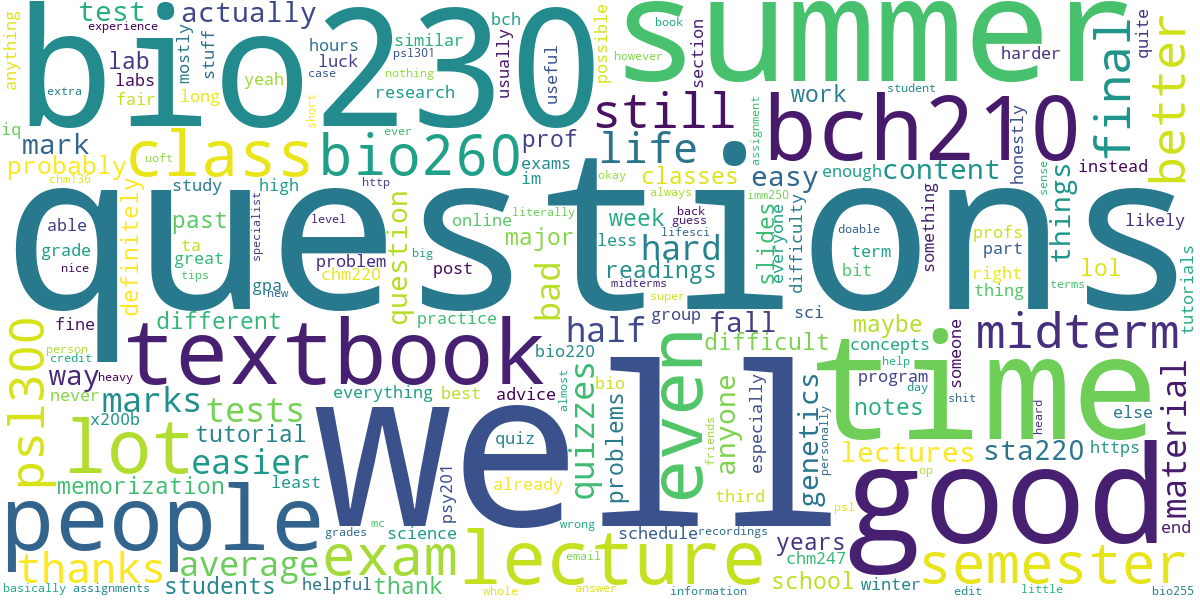 bio230
summer
questions
well
time
good
bch210
textbook
people
lecture
semester
class
bio260
still
life
final
better
midterm
exam
lot
even
psl300
thanks
average
test
actually
experience
anything
mostly
stuff
hours
luck
yeah
lab
labs
fair
long
extra
case
similar
psl301
nothing
research
bch
usually
useful
possible
book
however
section
harder
quite
work
student
short
iq
mark
probably
uoft
ever
prof
exams
im
okay
classes
easy
assignment
enough
content
honestly
instead
sense
things
chm136
study
high
http
always
imm250
able
past
definitely
specialist
level
question
online
literally
week
back
guess
lifesci
hard
slides
everyone
difficulty
doable
something
profs
likely
grade
ta
great
problem
big
major
less
term
part
nice
tips
gpa
new
chm220
post
bad
readings
midterms
super
bit
right
thing
lol
terms
tutorials
fine
different
practice
group
fall
sci
half
difficult
maybe
concepts
someone
person
credit
way
heavy
bio220
everything
best
advice
almost
bio
program
help
day
shit
never
marks
x200b
tests
quizzes
problems
anyone
especially
genetics
personally
notes
heard
else
material
tutorial
quiz
friends
lectures
sta220
https
easier
least
psy201
already
third
op
memorization
psl
end
mc
grades
science
wrong
schedule
recordings
years
email
chm247
basically
assignments
students
helpful
thank
whole
answer
information
school
winter
edit
little
bio255